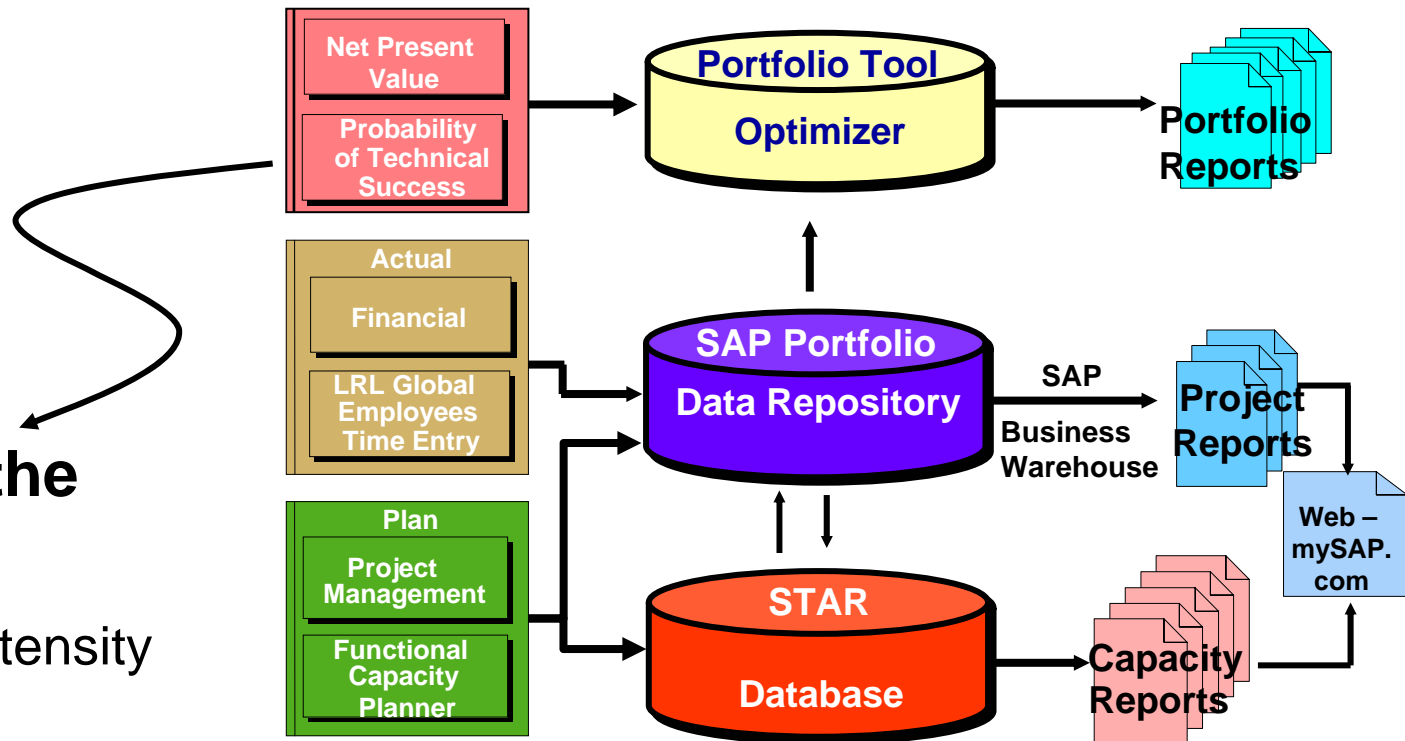 Net Present
Value
Probability
of Technical
Success
Portfolio Tool
Optimizer
Portfolio
Reports
Actual
Financial
LRL Global
Employees
Time Entry
SAP Portfolio
Data Repository
SAP
Business
Warehouse
Project
Reports
the
Plan
Project
Management
Functional
Capacity
Planner
STAR
Database
Capacity
Reports
Web –
mySAP.
com
tensity